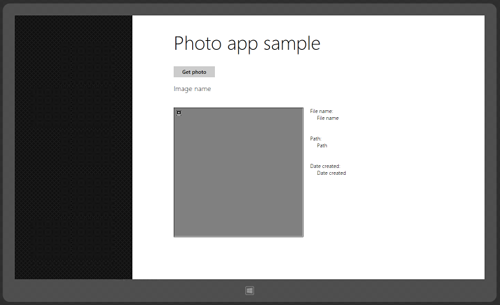 Photo app sample
Get photo
Image name
File name:
File name
Path:
Path
Date created:
Date created